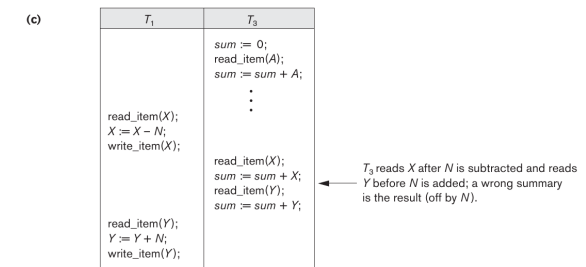 (c)
T1 T3
sum := 0;
read_item(A);
sum := sum + A;
read_item(X);
X := X – N;
write_item(X);
read_item(X);
sum := sum + X;
read_item(Y);
sum := sum + Y;
T3 reads X after N is subtracted and reads
Y before N is added; a wrong summary
is the result (off by N).
read_item(Y);
Y := Y + N;
write_item(Y);